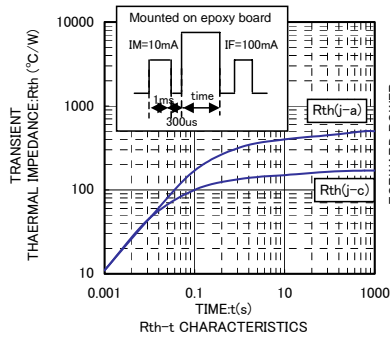 TRANSIENT
THAERMAL IMPEDANCE:Rth (℃/W)
10000
1000
100
10
Mounted on epoxy board
IM=10mA
IF=100mA
1ms
time
300us
Rth(j-a)
Rth(j-c)
0.001
0.1
10
1000
TIME:t(s)
Rth-t CHARACTERISTICS